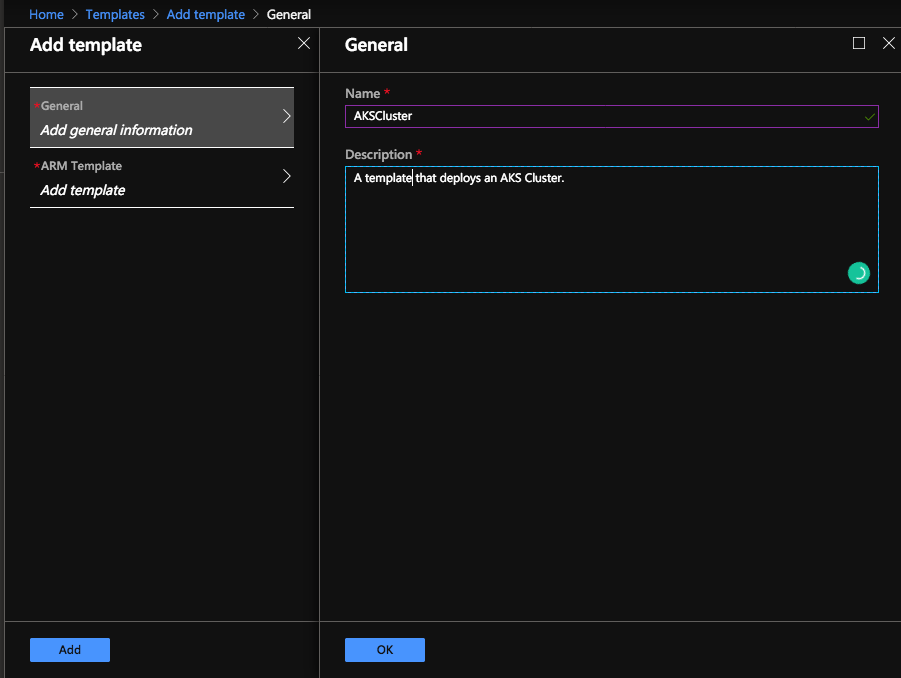 Home > Templates > Add template > General
Add template
* General
Add general information
* ARM Template
Add template
Add
General
Name *
AKSCluster
Description *
A template that deploys an AKS Cluster.
OK